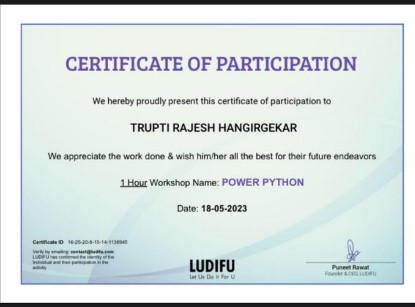 CERTIFICATE OF PARTICIPATION
We hereby proudly present this certificate of participation to
TRUPTI RAJESH HANGIRGEKAR
We appreciate the work done & wish him/her all the best for their future endeavors
1 Hour Workshop Name: POWER PYTHON
Date: 18-05-2023
Certificate ID 16-25-20-8-15-14-1138945
Verify by emailing: contact@ludifu.com
LUDIFU has confirmed the identity of the
individual and their participation in the
activity
LUDIFU
Let Us Do It For U
Puneet Rawat
Founder & CEO, LUDIFU